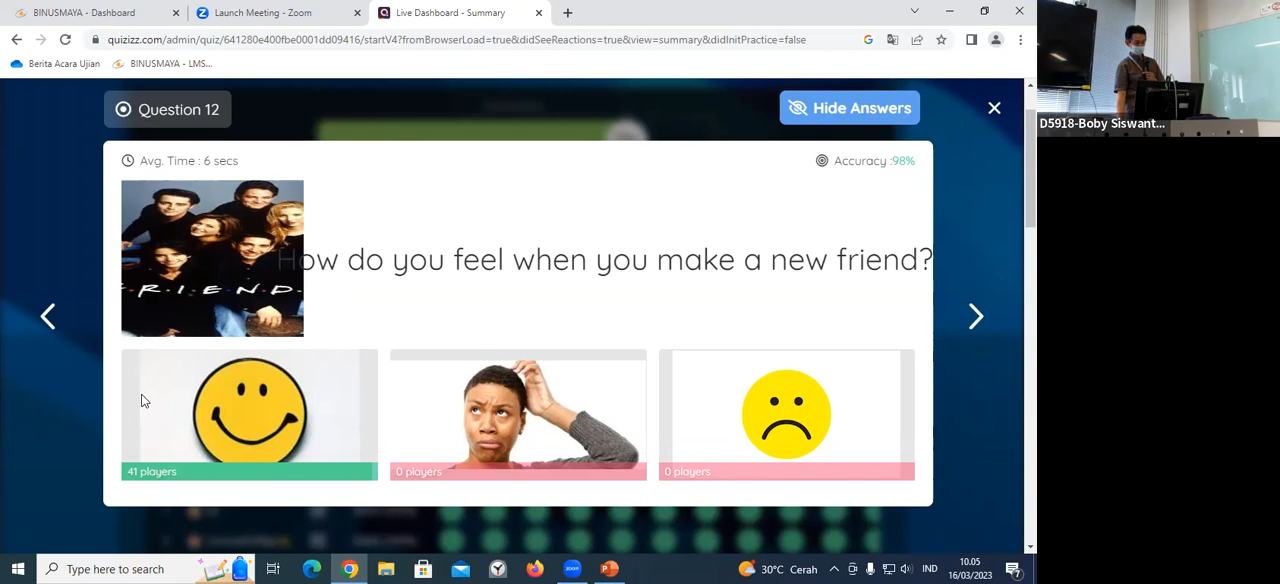 BINUSMAYA - Dashboard
Launch Meeting - Zoom
Live Dashboard - Summary
quizizz.com/admin/quiz/641280e400fbe0001dd09416/startV4?fromBrowserLoad=true&didSeeReactions=true&view=summary&didInitPractice=false
Berita Acara Ujian
BINUSMAYA - LMS...
Question 12
Hide Answers
Avg. Time : 6 secs
Accuracy :98%
How do you feel when you make a new friend?
F·R·I·E·N·D·
41 players
0 players
0 players
D5918-Boby Siswant...
Type here to search
zoom
30°C Cerah
IND
10.05
16/03/2023
7